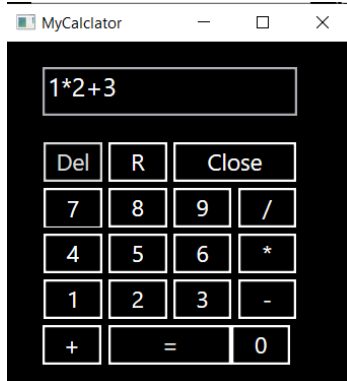 MyCalclator
1*2+3
Del R Close
7 8 9 /
4 5 6 *
1 2 3 -
+ = 0